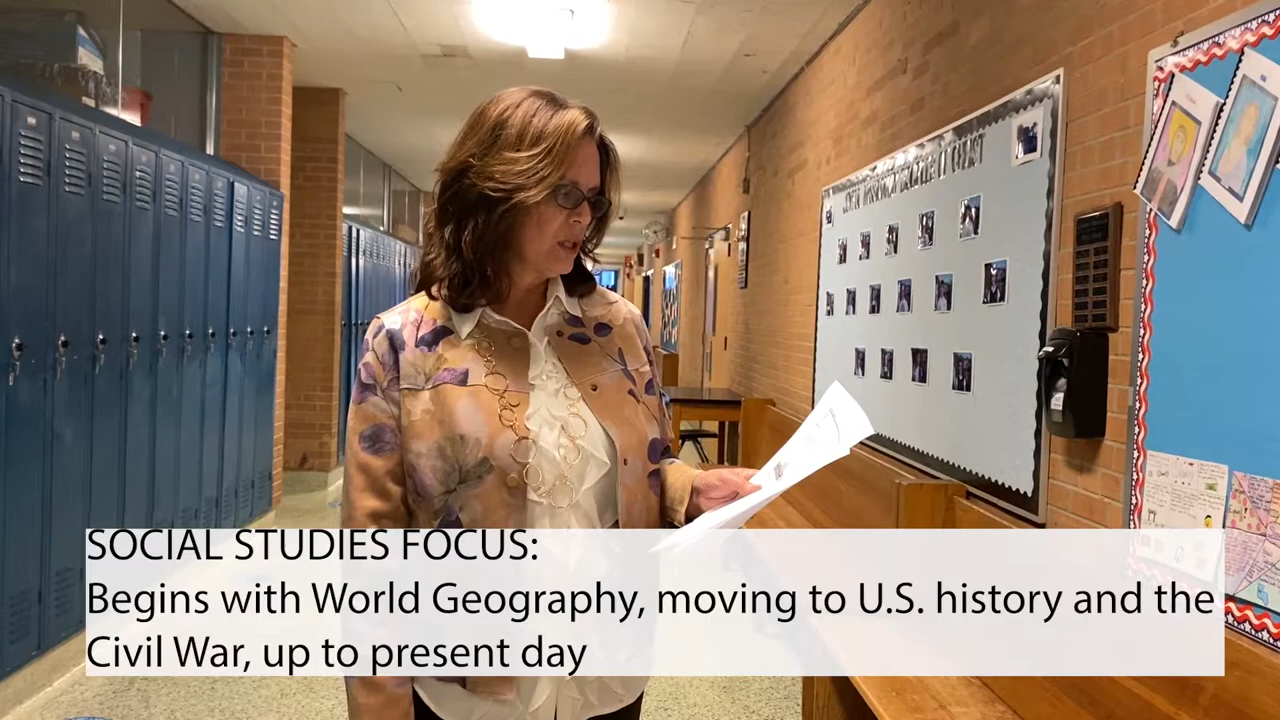 SOCIAL STUDIES FOCUS:
Begins with World Geography, moving to U.S. history and the
Civil War, up to present day